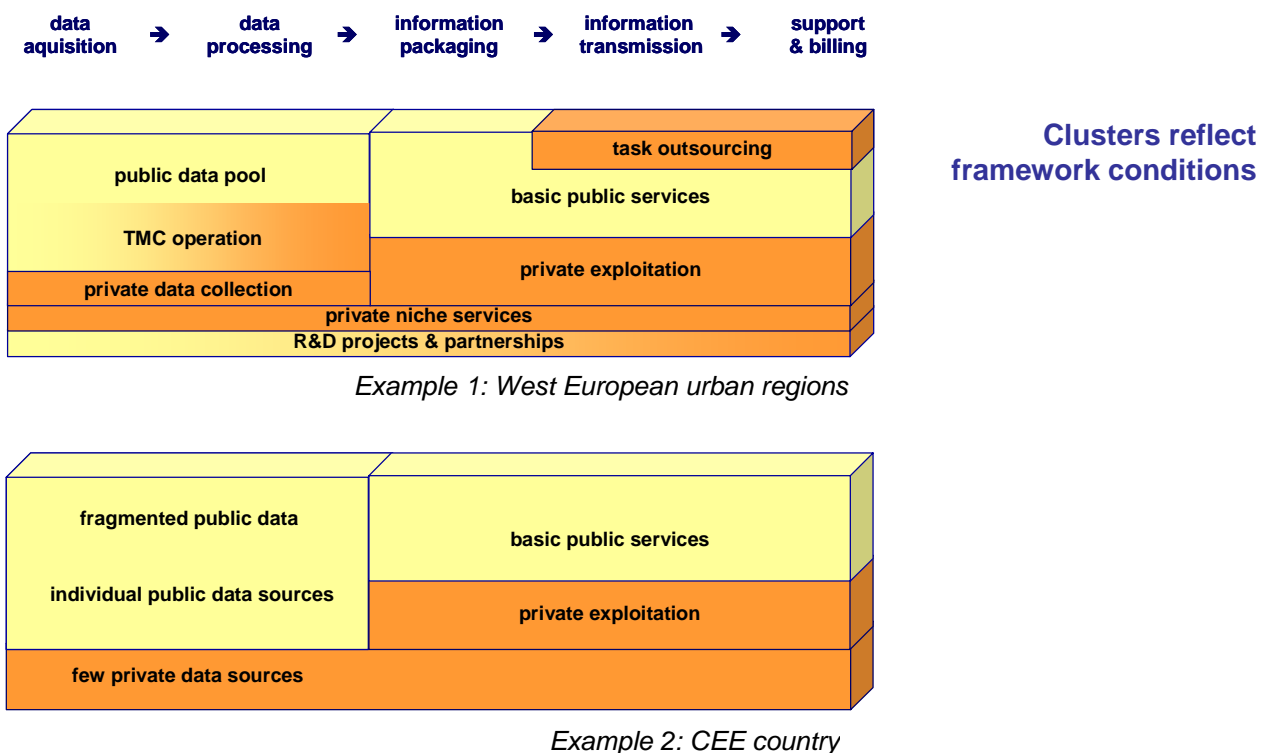 data aquisition ➔ data processing ➔ information packaging ➔ information transmission ➔ support & billing
Clusters reflect
framework conditions
task outsourcing
public data pool
basic public services
TMC operation
private exploitation
private data collection
private niche services
R&D projects & partnerships
Example 1: West European urban regions
fragmented public data
basic public services
individual public data sources
private exploitation
few private data sources
Example 2: CEE country